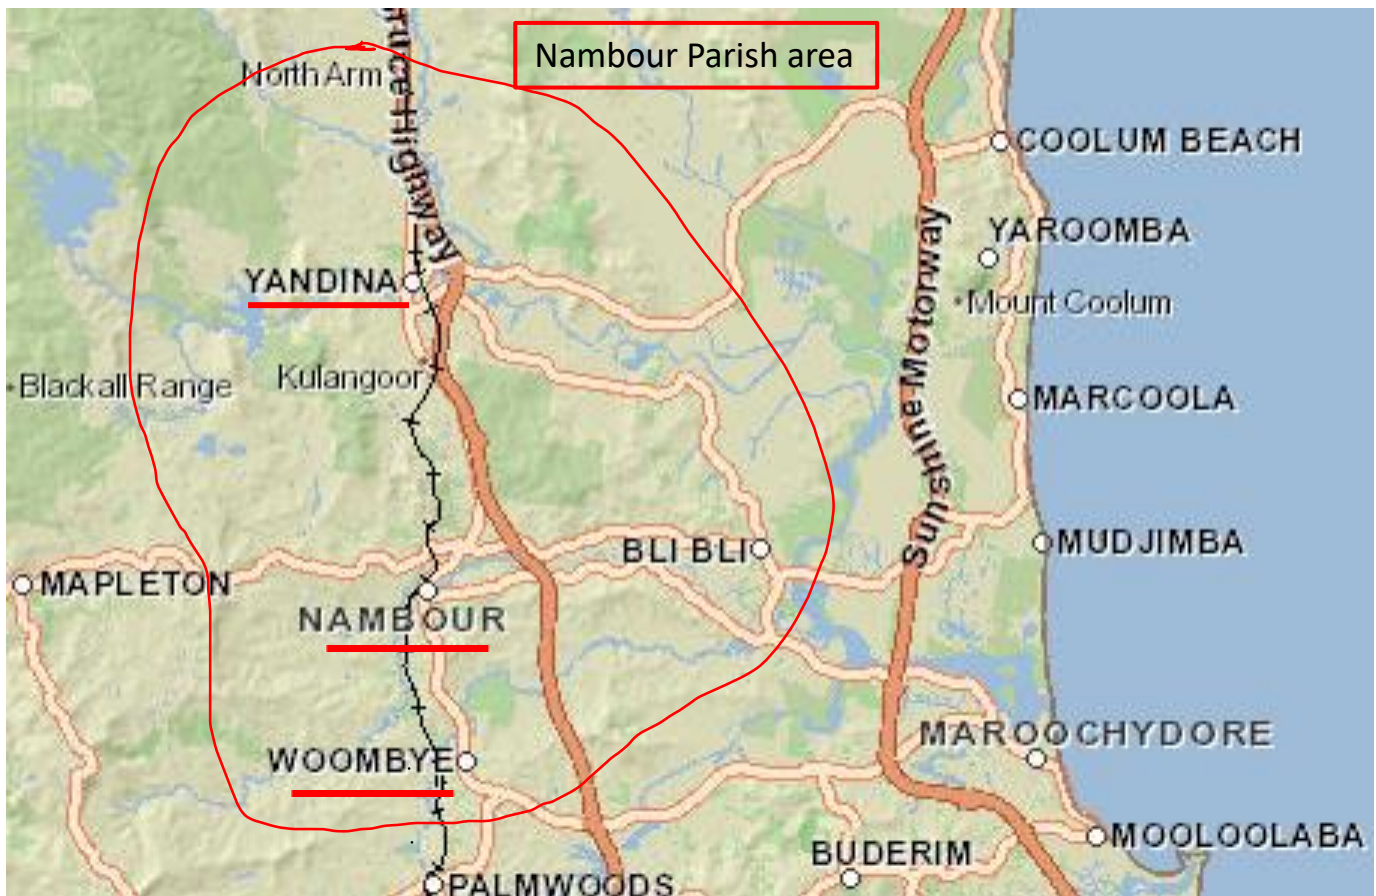 Nambour Parish area
North Arm
ruce Highway
COOLUM BEACH
YAROOMBA
YANDINA
Mount Coolum
Sunshine Motorway
Kulangoor
Blackall Range
MARCOOLA
BLI BLI
MUDJIMBA
MAPLETON
NAMBOUR
MAROOCHYDORE
WOOMBYE
MOOLOOLABA
BUDERIM
PALMWOODS